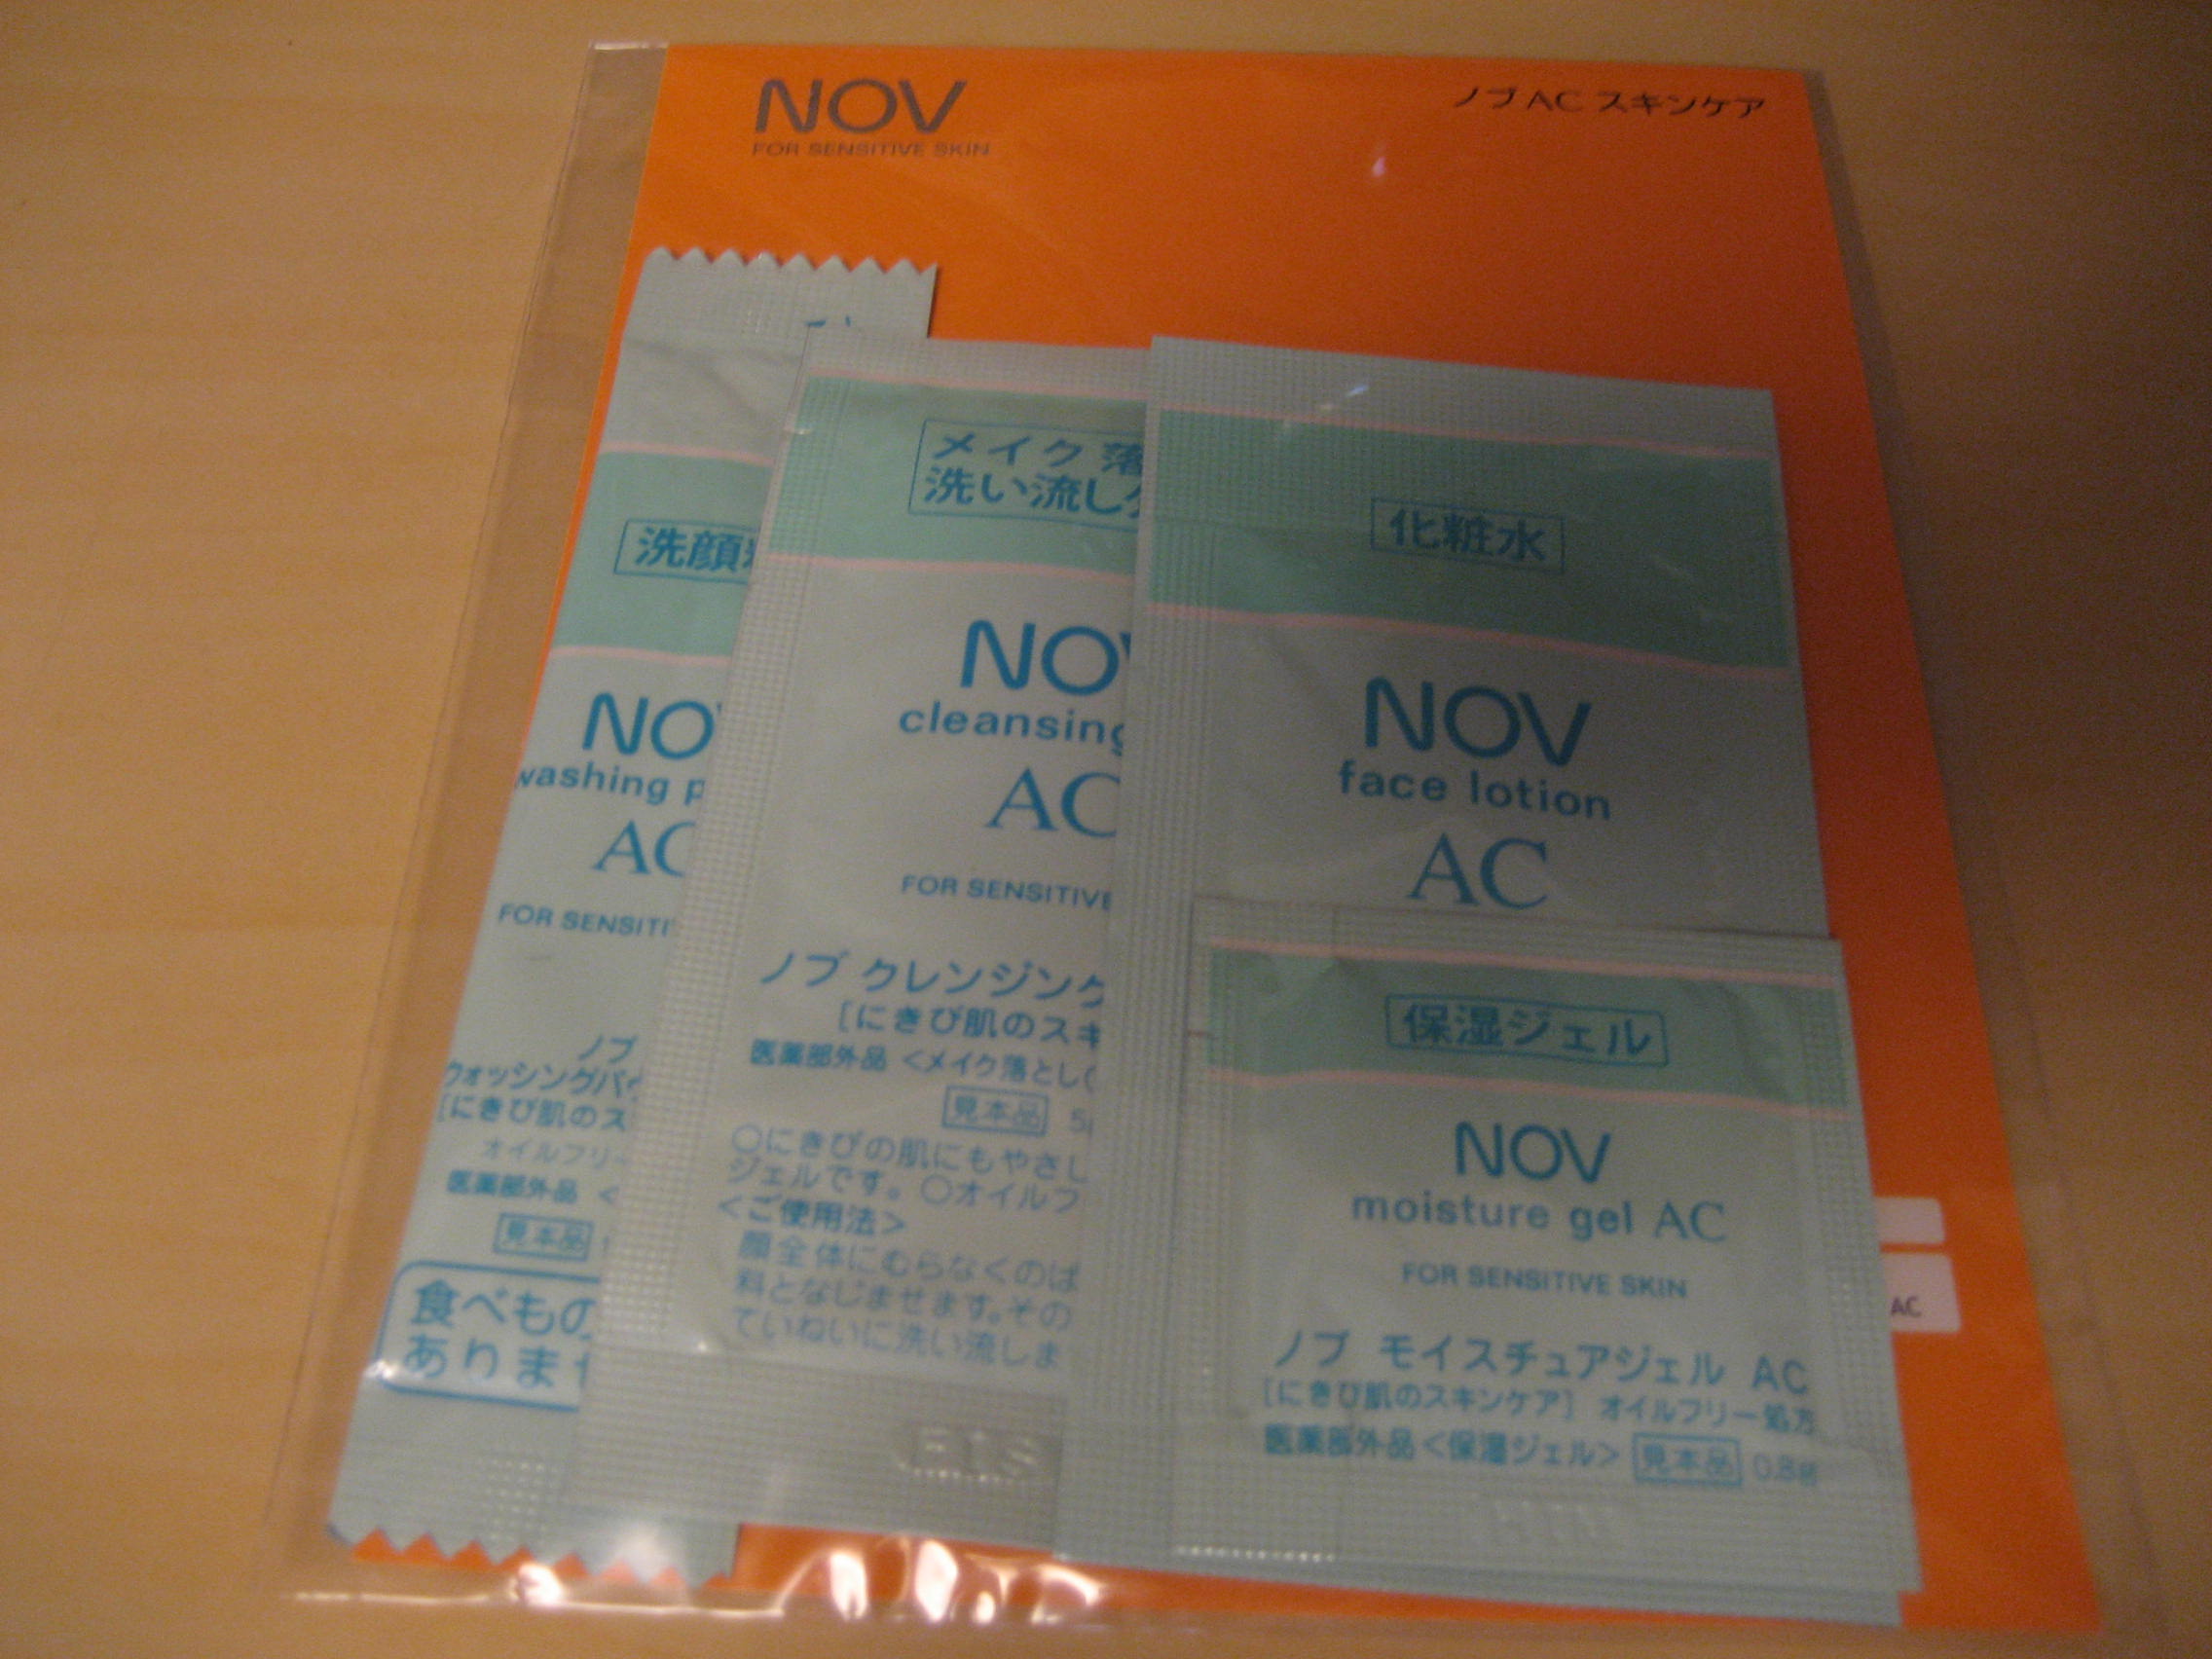 NOV
FOR SENSITIVE SKIN
ノブ AC スキンケア
洗顔
NO
washing p
AC
FOR SENSITI
ノブ
ウォッシングパ
[にきび肌のス
オイルフリー
医薬部外品 <
見本品
食べもの
ありませ
メイク落
洗い流し
NOV
cleansing
AC
FOR SENSITIVE
ノブ クレンジング
[にきび肌のスキ
医薬部外品 <メイク落とし(
見本品 5
○にきびの肌にもやさし
ジェルです。○オイルフ
<ご使用法>
顔全体にむらなくのば
料となじませます。その
ていねいに洗い流しま
化粧水
NOV
face lotion
AC
保湿ジェル
NOV
moisture gel AC
FOR SENSITIVE SKIN
ノブ モイスチュアジェル AC
[にきび肌のスキンケア] オイルフリー処方
医薬部外品<保湿ジェル> 見本品 0.8g
AC